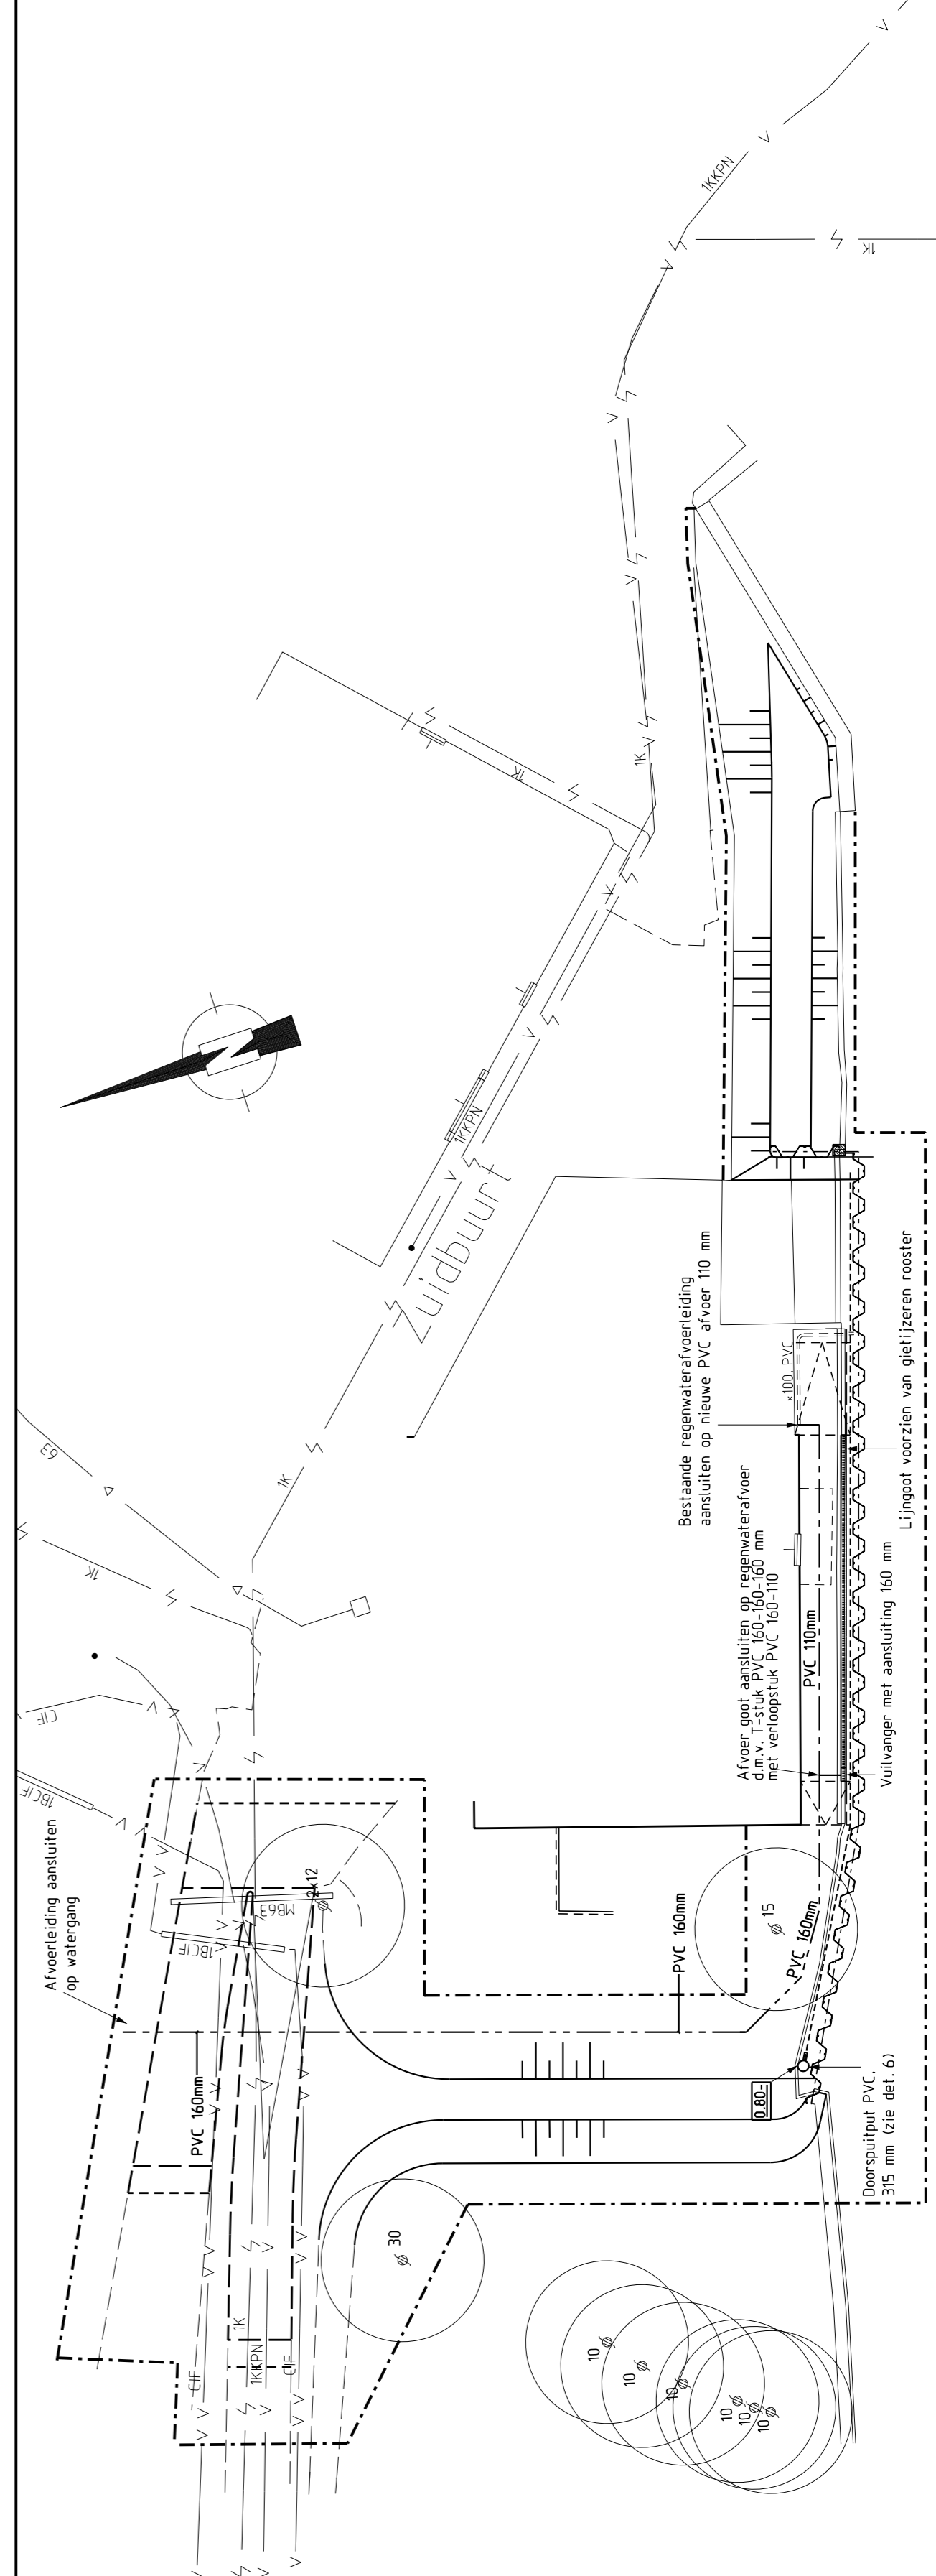 1KKPN
1K
1K
1K
Zuidbuurt
1KKPN
N
63
1K
1K
CIF
1BCIF
Bestaande regenwaterafvoerleiding
aansluiten op nieuwe PVC afvoer 110 mm
×100, PVC
Lijngoot voorzien van gietijzeren rooster
Afvoer goot aansluiten op regenwaterafvoer
d.m.v. T-stuk PVC 160-160-160 mm
met verloopstuk PVC 160-110
PVC 110mm
Vuilvanger met aansluiting 160 mm
Afvoerleiding aansluiten
op watergang
2x12
MB63
1BCIF
15
PVC 160mm
PVC 160mm
PVC 160mm
0.80-
Doorspuitput PVC.
315 mm (zie det. 6)
30
1K
1KKPN
CIF
CIF
10
10
10
10
10
10